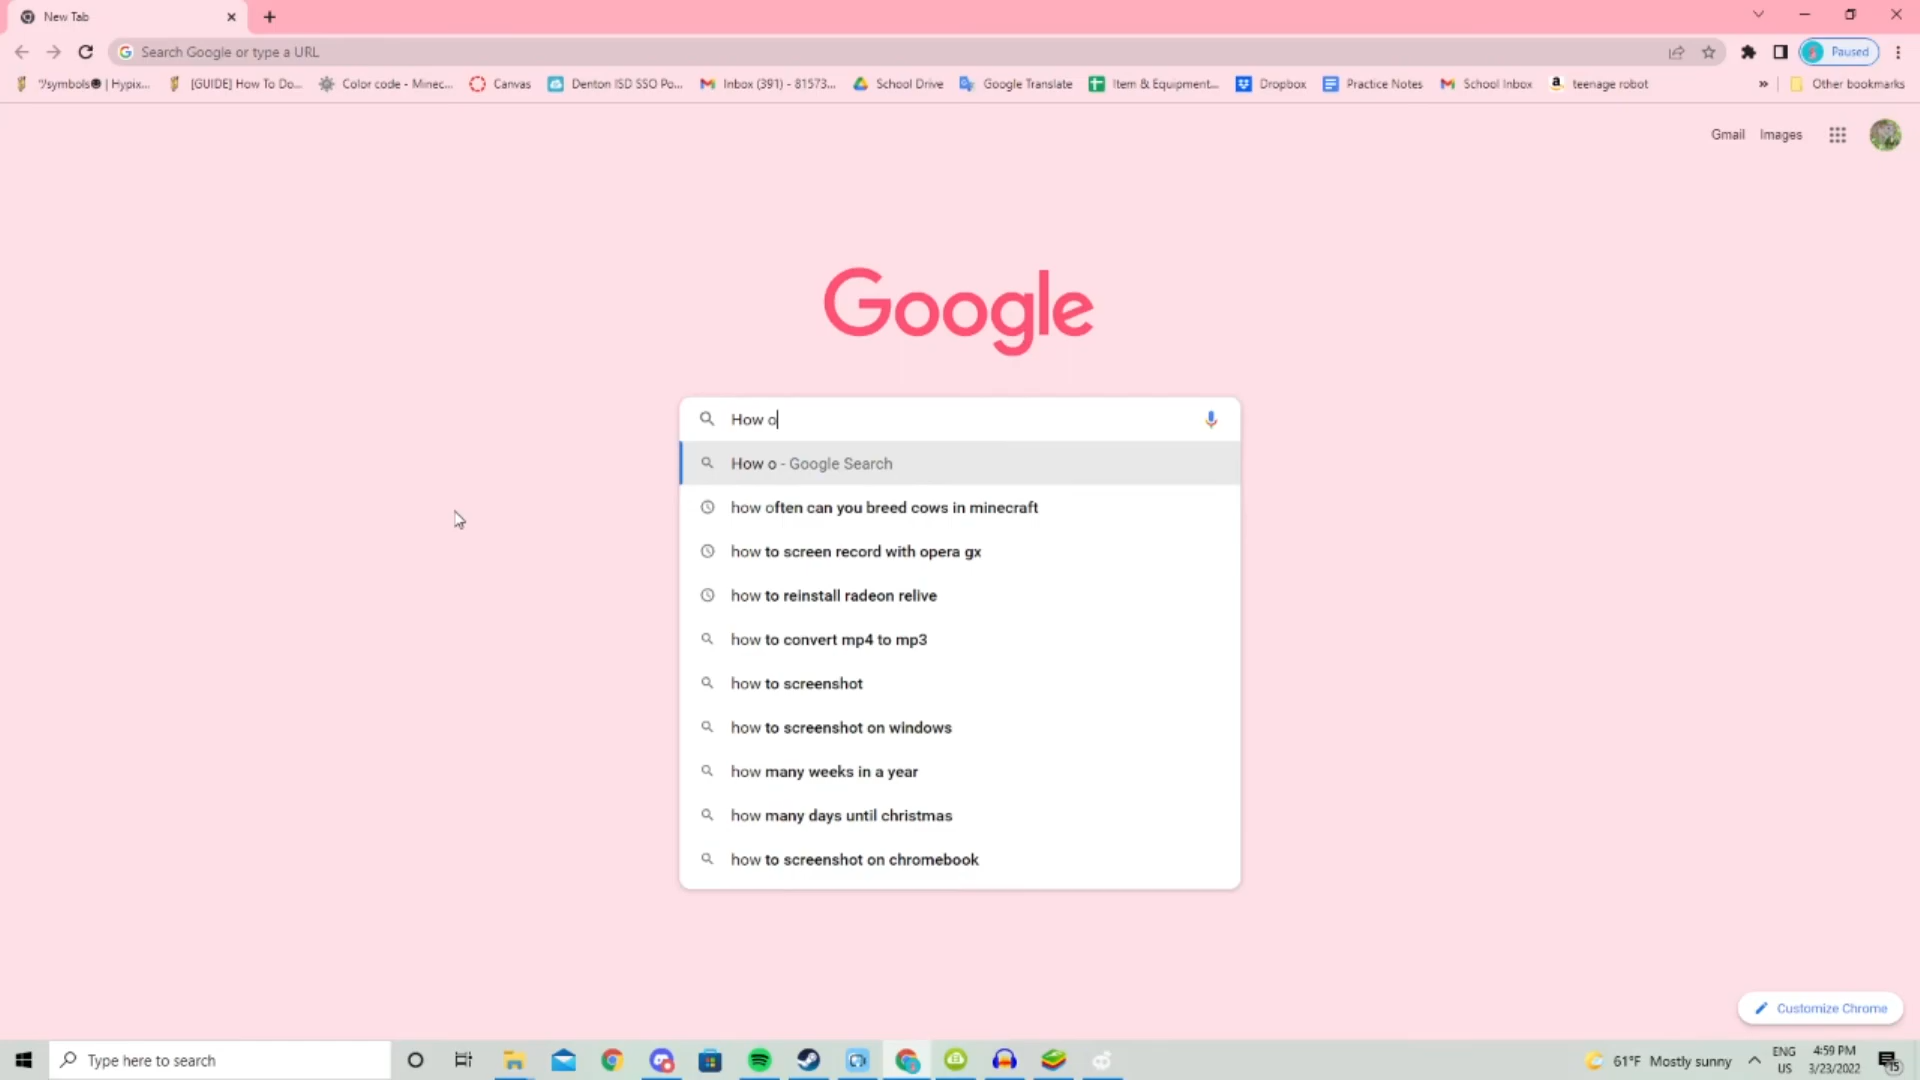 New Tab
Search Google or type a URL
Paused
"/symbols | Hypix...
[GUIDE] How To Do...
Color code - Minec...
Canvas
Denton ISD SSO Po...
Inbox (391) - 81573...
School Drive
Google Translate
Item & Equipment...
Dropbox
Practice Notes
School Inbox
teenage robot
Other bookmarks
Gmail Images
Google
How o
How o - Google Search
how often can you breed cows in minecraft
how to screen record with opera gx
how to reinstall radeon relive
how to convert mp4 to mp3
how to screenshot
how to screenshot on windows
how many weeks in a year
how many days until christmas
how to screenshot on chromebook
Customize Chrome
Type here to search
61°F Mostly sunny
ENG
US
4:59 PM
3/23/2022
15